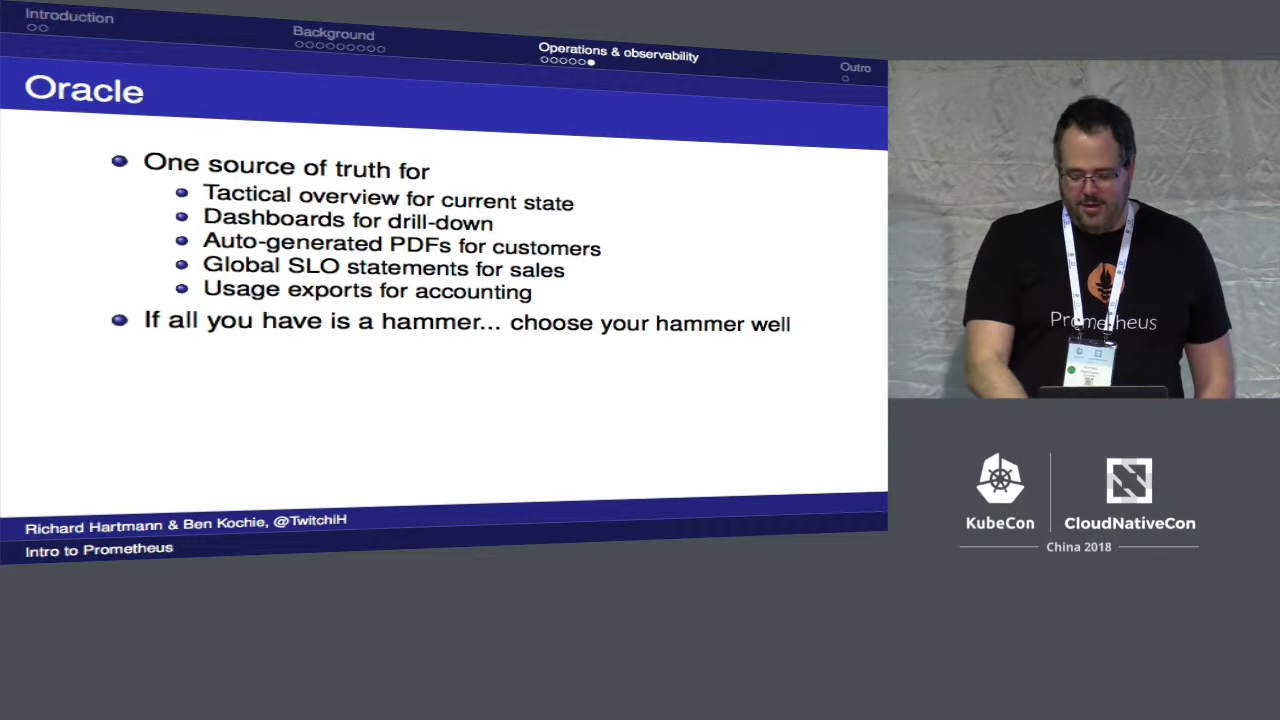 Introduction
Background
Operations & observability
Outro
Oracle
One source of truth for
Tactical overview for current state
Dashboards for drill-down
Auto-generated PDFs for customers
Global SLO statements for sales
Usage exports for accounting
If all you have is a hammer... choose your hammer well
Richard Hartmann & Ben Kochie, @TwitchiH
Intro to Prometheus
Prometheus
KubeCon
CloudNativeCon
China 2018